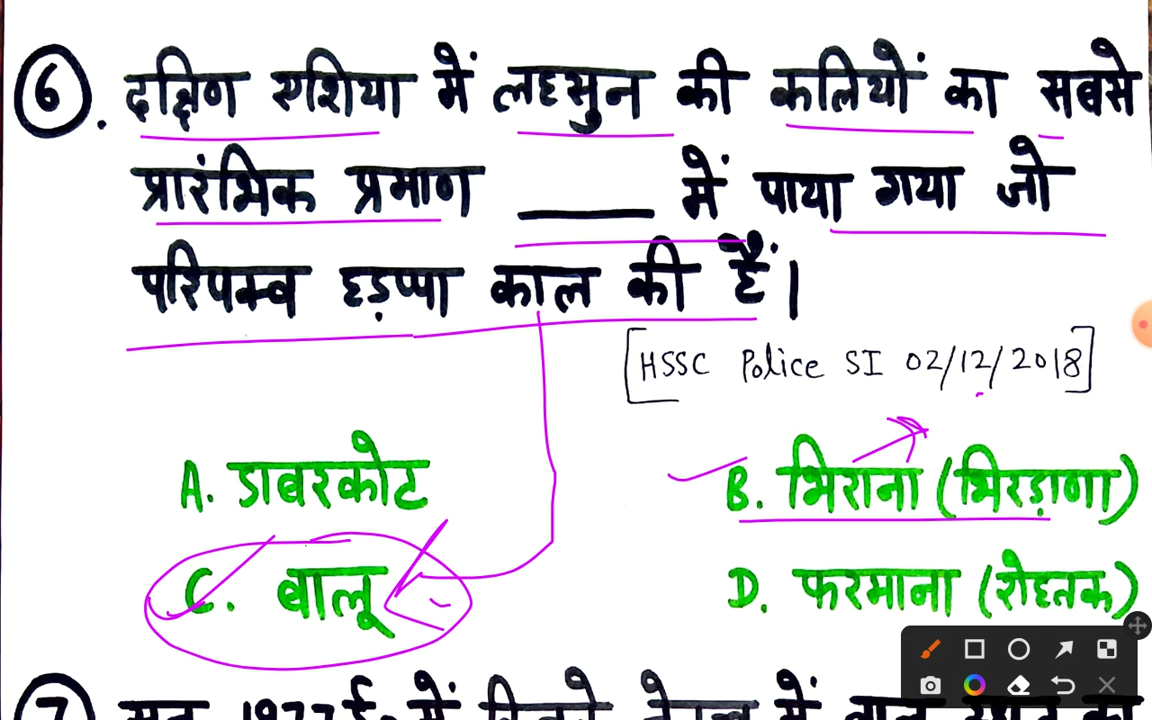 6. दक्षिण एशिया में लहसुन की कलियों का सबसे
प्रारंभिक प्रमाण ______ में पाया गया जो
परिपक्व हड़प्पा काल की हैं।
[HSSC Police SI 02/12/2018]
A. डाबरकोट
B. भिराना (भिरड़ाणा)
C. बालू
D. फरमाना (रोहतक)